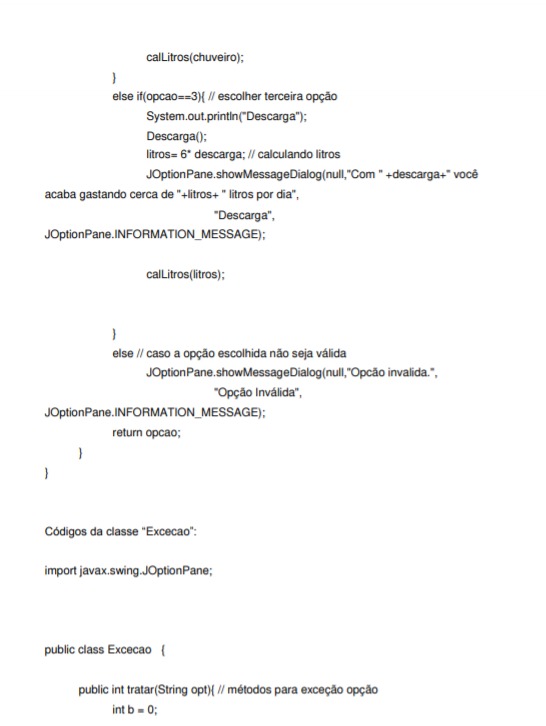 calLitros(chuveiro);
}
else if(opcao==3){ // escolher terceira opção
System.out.println("Descarga");
Descarga();
litros= 6* descarga; // calculando litros
JOptionPane.showMessageDialog(null,"Com " +descarga+" você
acaba gastando cerca de "+litros+ " litros por dia",
"Descarga",
JOptionPane.INFORMATION_MESSAGE);
calLitros(litros);
}
else // caso a opção escolhida não seja válida
JOptionPane.showMessageDialog(null,"Opcão invalida.",
"Opção Inválida",
JOptionPane.INFORMATION_MESSAGE);
return opcao;
}
}
Códigos da classe “Excecao”:
import javax.swing.JOptionPane;
public class Excecao {
public int tratar(String opt){ // métodos para exceção opção
int b = 0;